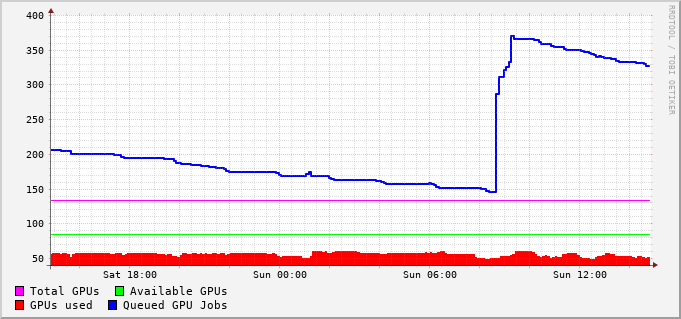 RRDTOOL / TOBI OETIKER
400
350
300
250
200
150
100
50
Sat 18:00 Sun 00:00 Sun 06:00 Sun 12:00
Total GPUs Available GPUs
GPUs used Queued GPU Jobs